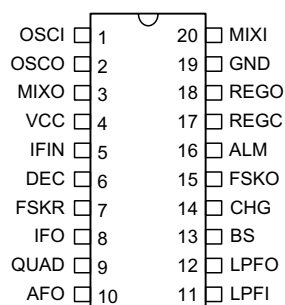 OSCI 1 20 MIXI
OSCO 2 19 GND
MIXO 3 18 REGO
VCC 4 17 REGC
IFIN 5 16 ALM
DEC 6 15 FSKO
FSKR 7 14 CHG
IFO 8 13 BS
QUAD 9 12 LPFO
AFO 10 11 LPFI